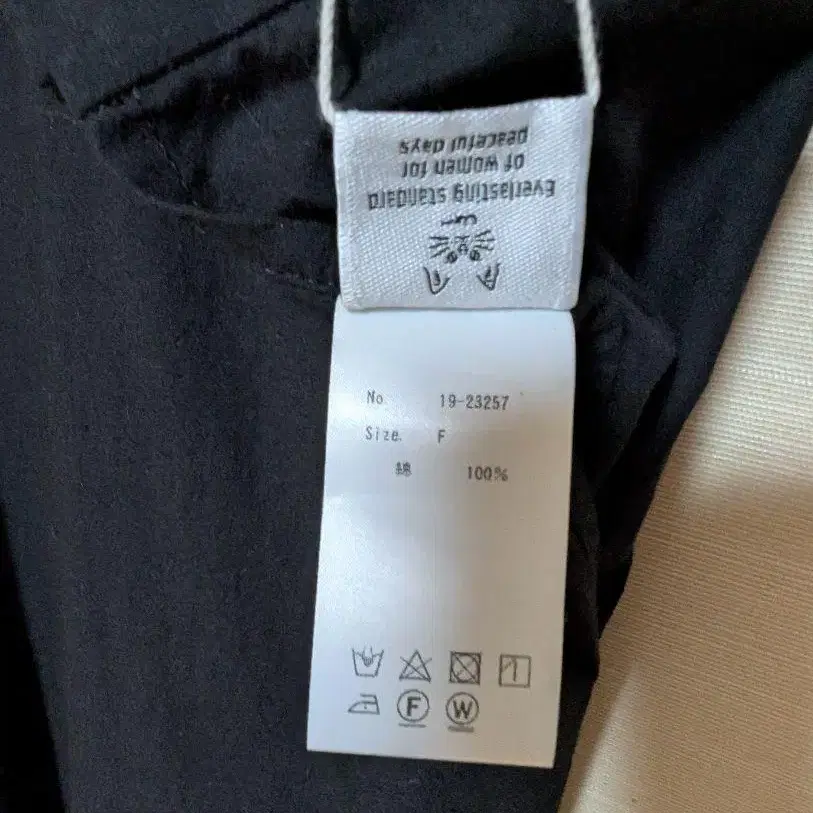 Everlasting standard
of women for
peaceful days
No. 19-23257
Size. F
綿 100%
F W